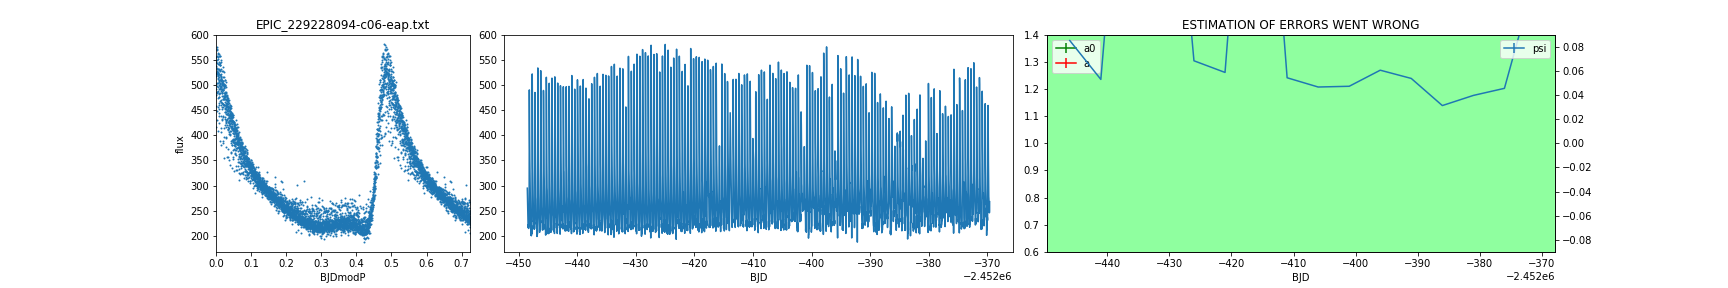 EPIC_229228094-c06-eap.txt
600
550
500
450
400
350
300
250
200
flux
0.0 0.1 0.2 0.3 0.4 0.5 0.6 0.7
BJDmodP
600
550
500
450
400
350
300
250
200
−450 −440 −430 −420 −410 −400 −390 −380 −370
−2.452e6
BJD
ESTIMATION OF ERRORS WENT WRONG
1.4
1.3
1.2
1.1
1.0
0.9
0.8
0.7
0.6
a0
a
psi
0.08
0.06
0.04
0.02
0.00
−0.02
−0.04
−0.06
−0.08
−440 −430 −420 −410 −400 −390 −380 −370
−2.452e6
BJD